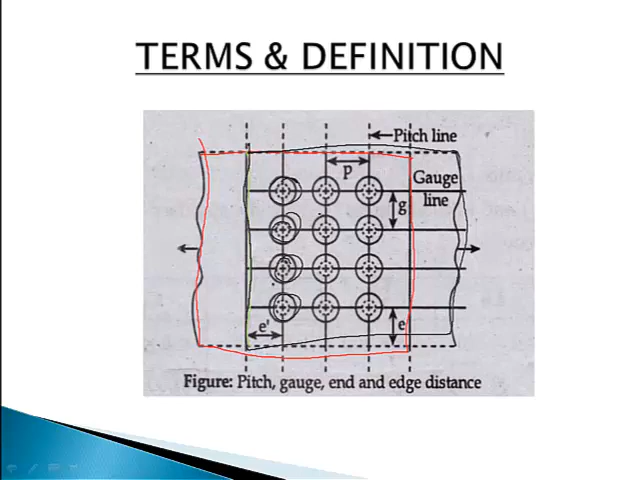 TERMS & DEFINITION
Pitch line
p
Gauge
line
g
e'
e
Figure: Pitch, gauge, end and edge distance